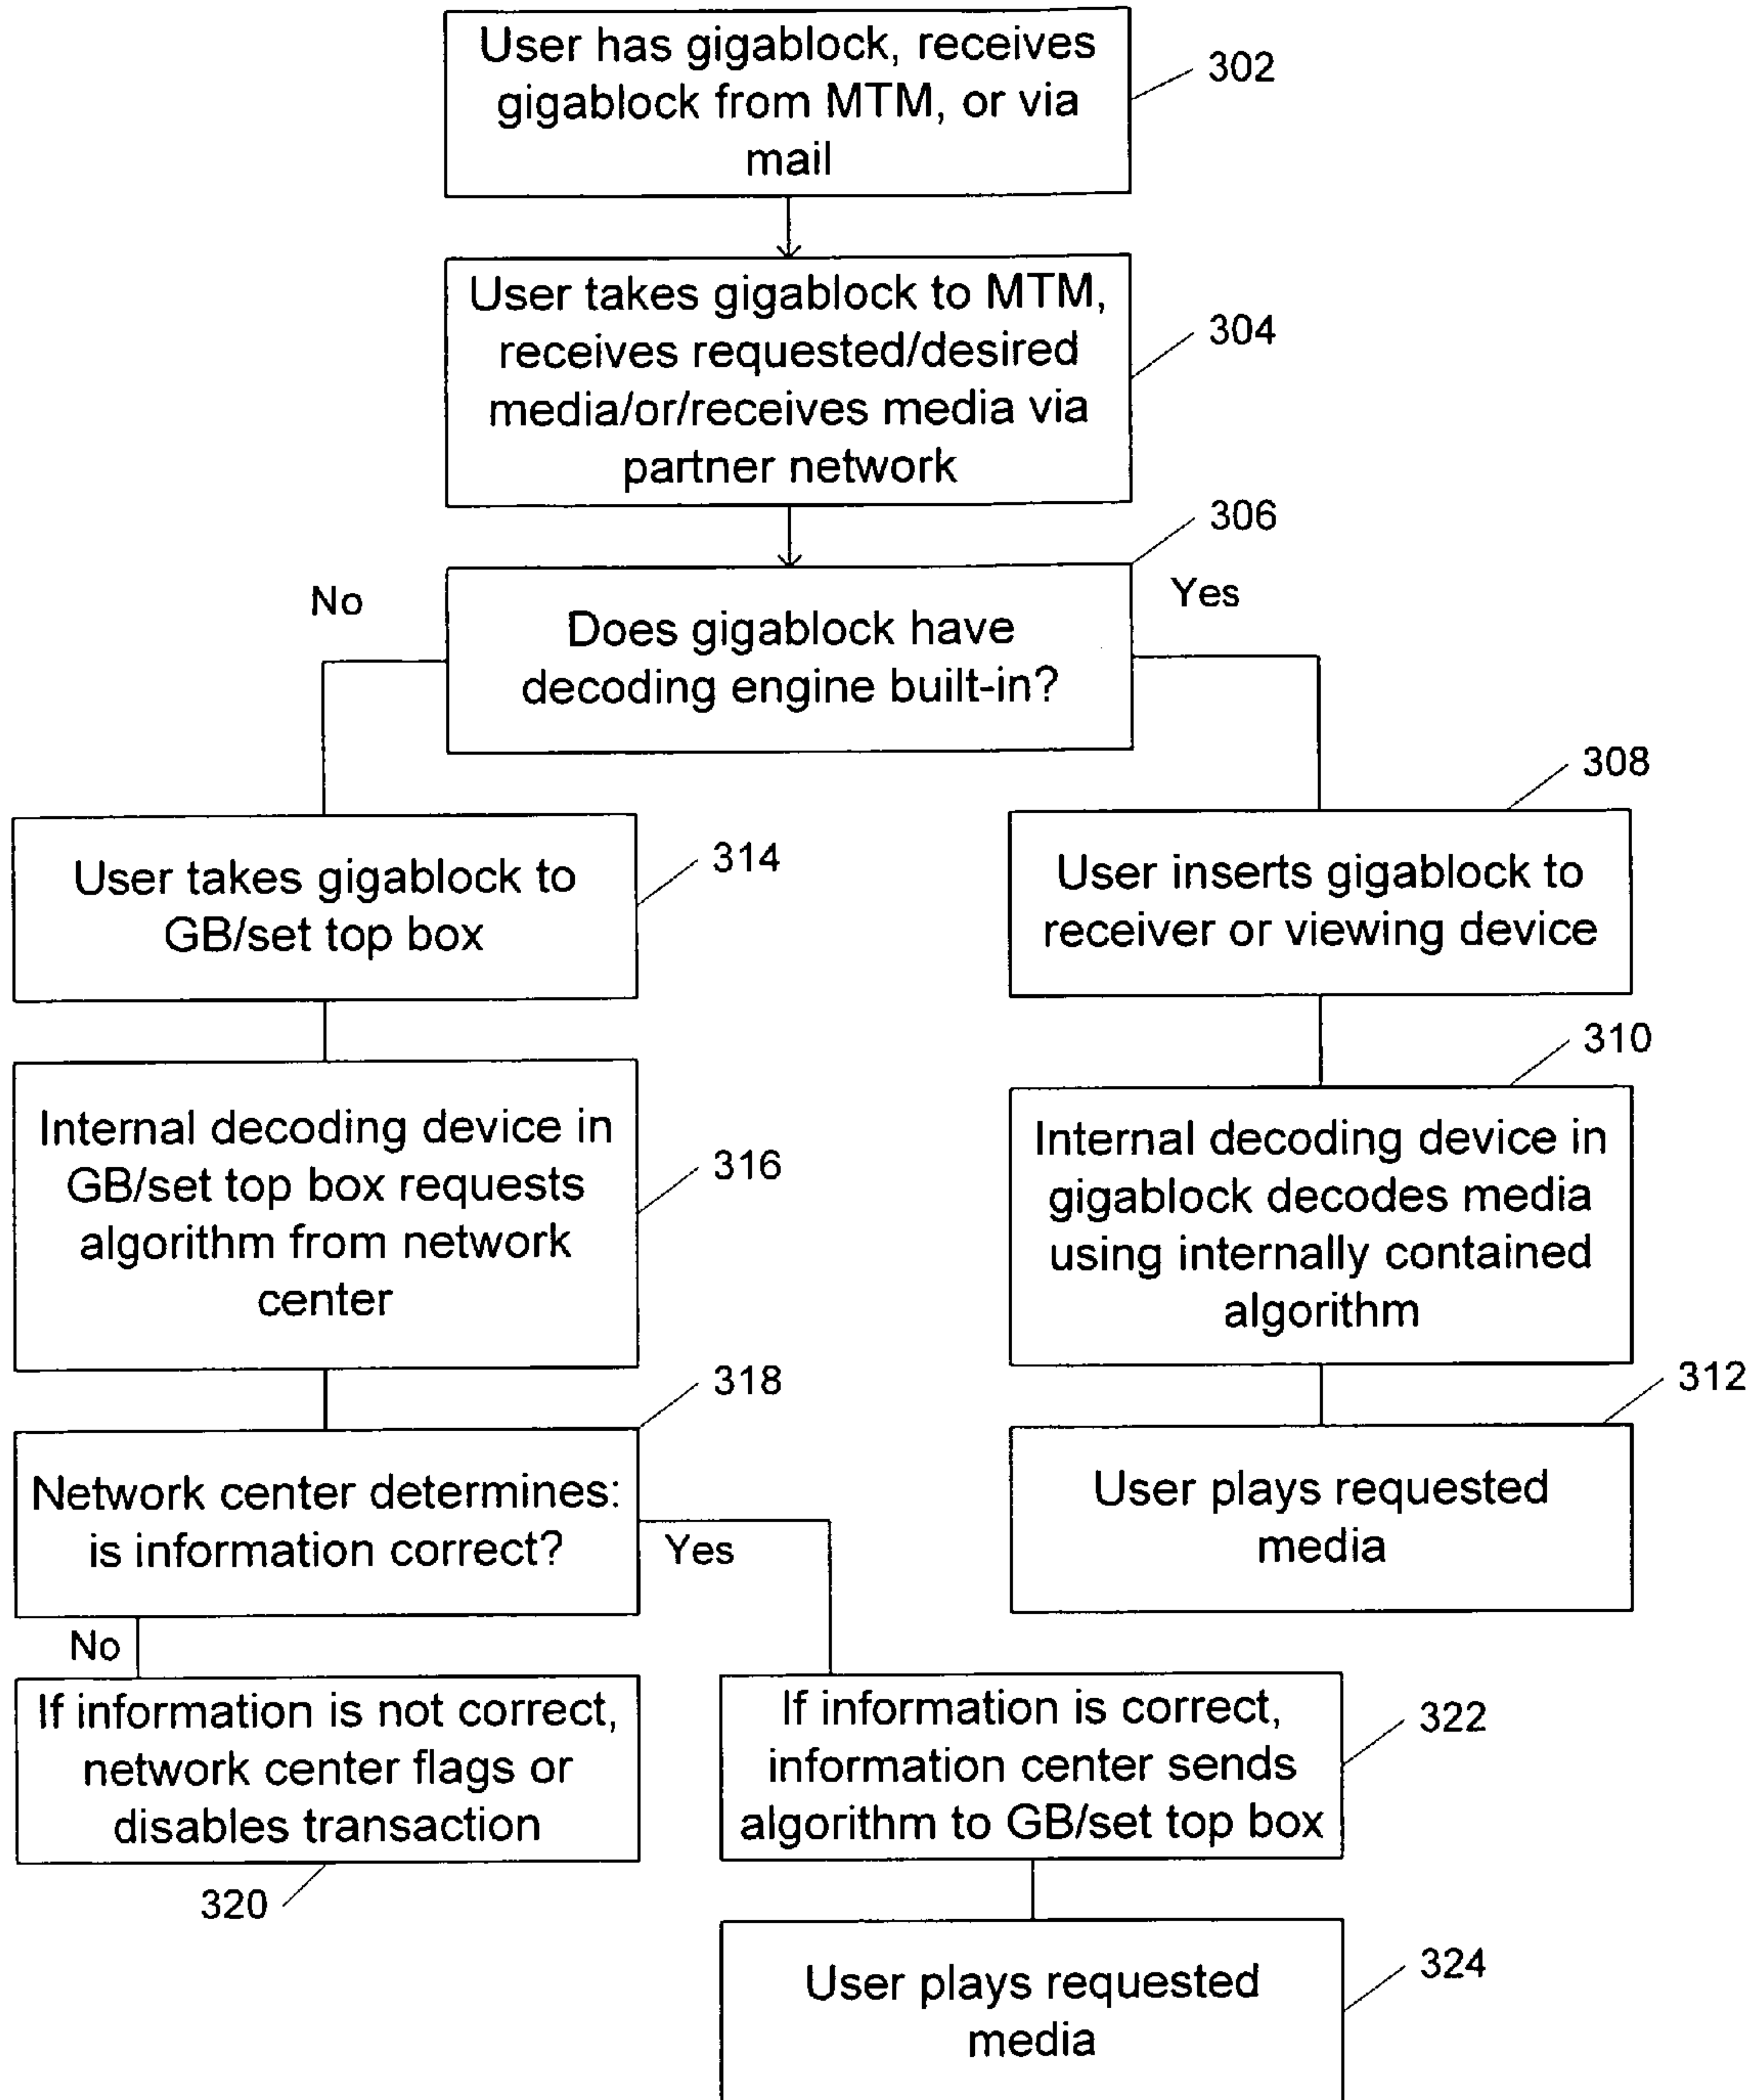 User has gigablock, receives
gigablock from MTM, or via
mail
302
User takes gigablock to MTM,
receives requested/desired
media/or/receives media via
partner network
304
306
No
Yes
Does gigablock have
decoding engine built-in?
308
User takes gigablock to
GB/set top box
314
User inserts gigablock to
receiver or viewing device
310
Internal decoding device in
GB/set top box requests
algorithm from network
center
316
Internal decoding device in
gigablock decodes media
using internally contained
algorithm
318
312
Network center determines:
is information correct?
Yes
User plays requested
media
No
If information is not correct,
network center flags or
disables transaction
320
If information is correct,
information center sends
algorithm to GB/set top box
322
User plays requested
media
324